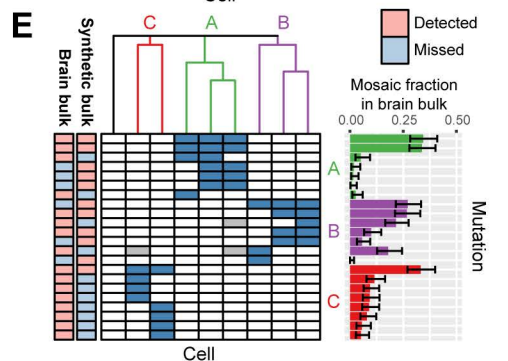 Cell
E
C A B
Detected
Missed
Brain bulk
Synthetic bulk
Mosaic fraction
in brain bulk
0.00 0.25 0.50
A
B
C
Mutation
Cell